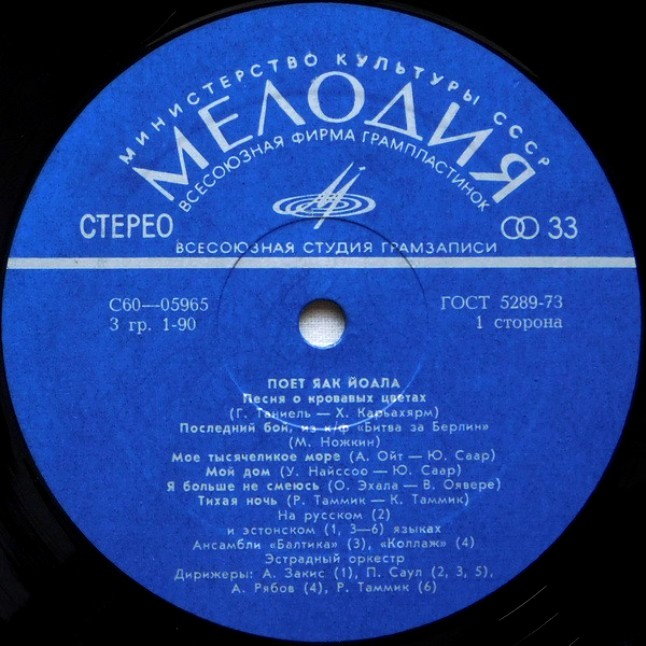 МИНИСТЕРСТВО КУЛЬТУРЫ СССР
МЕЛОДИЯ
ВСЕСОЮЗНАЯ ФИРМА ГРАМПЛАСТИНОК
СТЕРЕО
33
ВСЕСОЮЗНАЯ СТУДИЯ ГРАМЗАПИСИ
С60—05965
ГОСТ 5289-73
3 гр. 1-90
1 сторона
ПОЕТ ЯАК ЙОАЛА
Песня о кровавых цветах
(Г. Таниель — Х. Карьахярм)
Последний бой, из к/ф «Битва за Берлин»
(М. Ножкин)
Мое тысячеликое море (А. Ойт — Ю. Саар)
Мой дом (У. Найссоо — Ю. Саар)
Я больше не смеюсь (О. Эхала — В. Оявере)
Тихая ночь (Р. Таммик — К. Таммик)
На русском (2)
и эстонском (1, 3—6) языках
Ансамбли «Балтика» (3), «Коллаж» (4)
Эстрадный оркестр
Дирижеры: А. Закис (1), П. Саул (2, 3, 5),
А. Рябов (4), Р. Таммик (6)